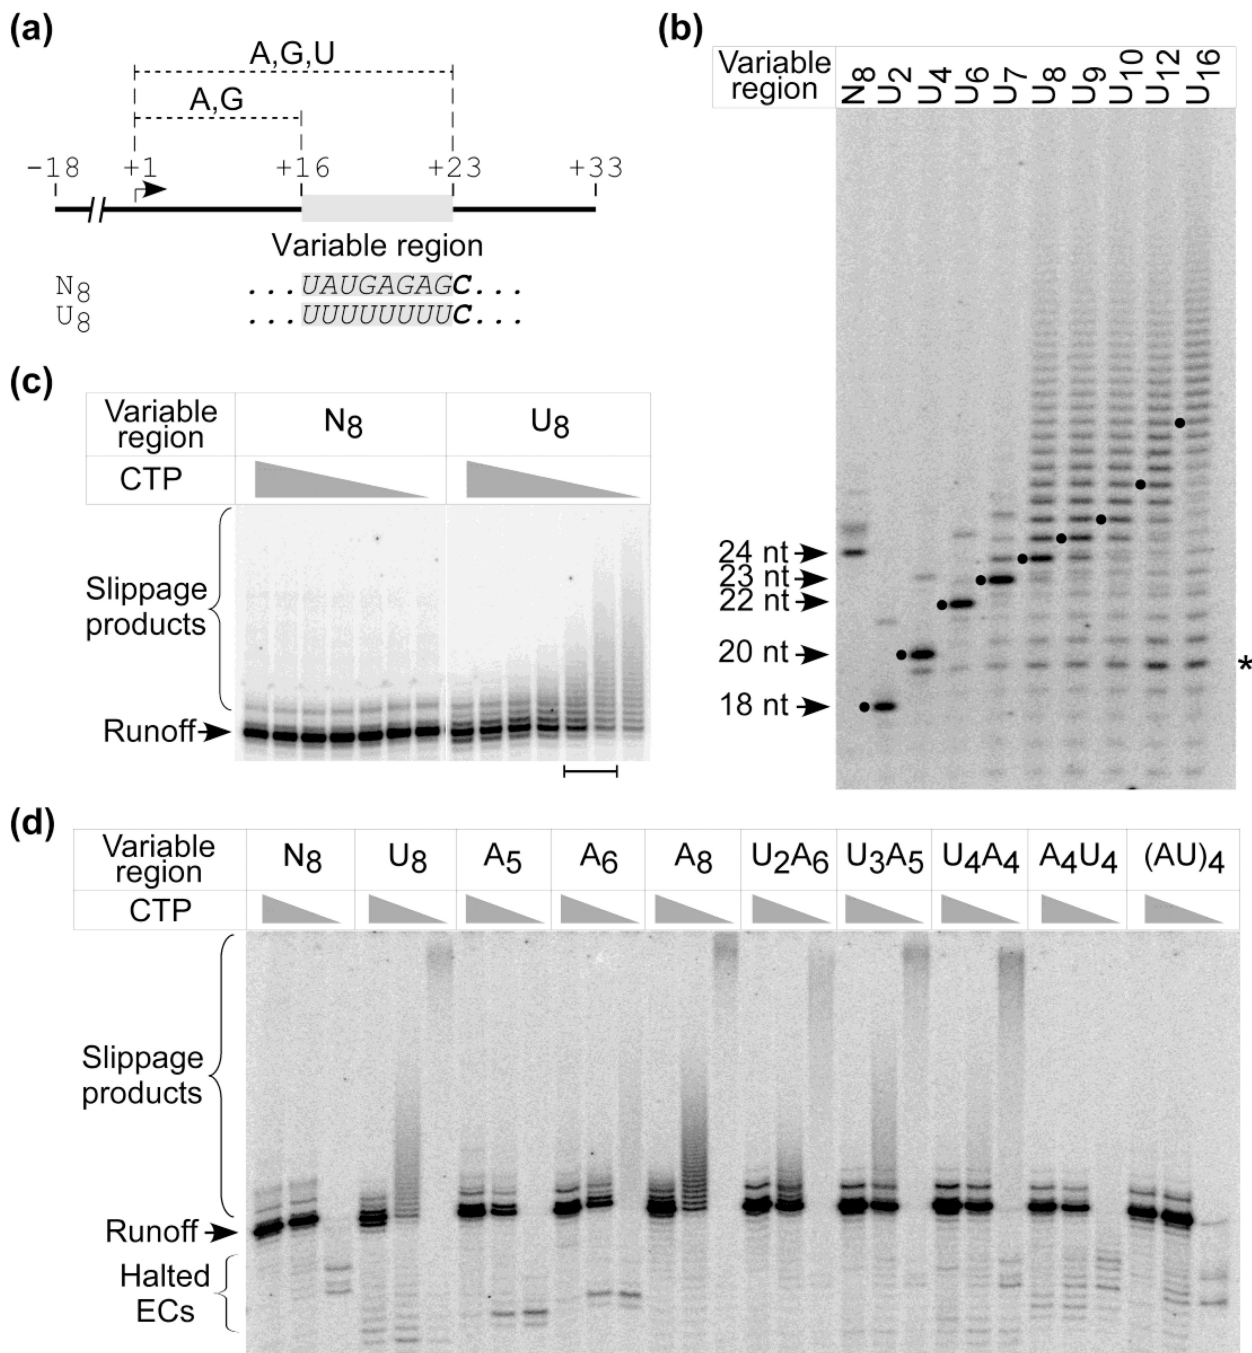 (a)
A,G,U
A,G
-18 +1 +16 +23 +33
Variable region
N8 ...UAUGAGAGC...
U8 ...UUUUUUUUC...
(b)
Variable region
N8 U2 U4 U6 U7 U8 U9 U10 U12 U16
24 nt
23 nt
22 nt
20 nt
*
18 nt
(c)
Variable region
N8 U8
CTP
Slippage
products
Runoff
(d)
Variable region
N8 U8 A5 A6 A8 U2A6 U3A5 U4A4 A4U4 (AU)4
CTP
Slippage
products
Runoff
Halted
ECs